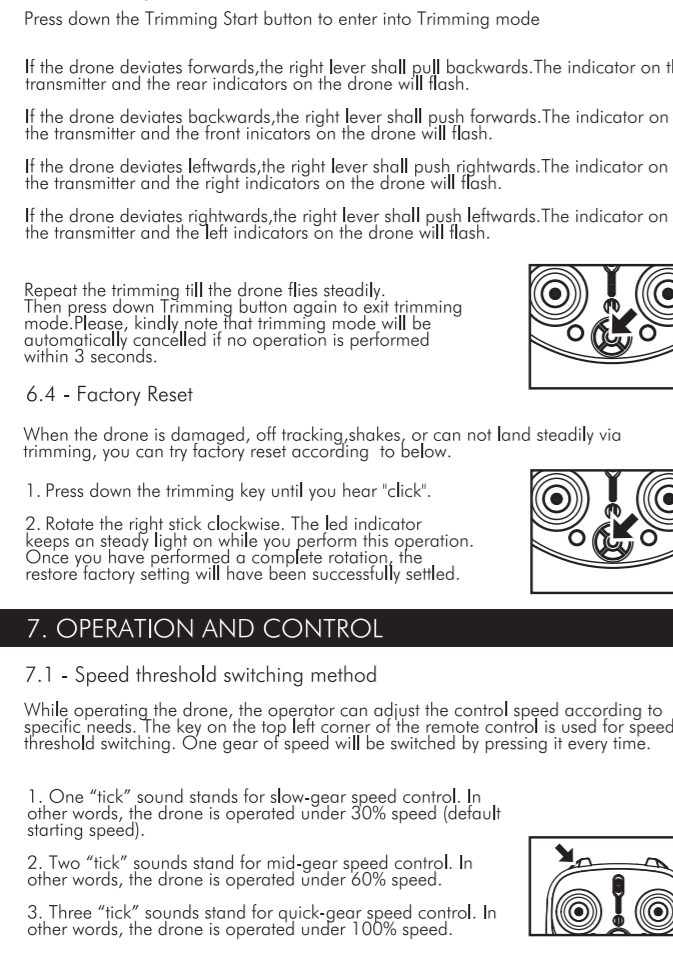 Press down the Trimming Start button to enter into Trimming mode
If the drone deviates forwards,the right lever shall pull backwards.The indicator on
transmitter and the rear indicators on the drone will flash.
If the drone deviates backwards,the right lever shall push forwards.The indicator on
the transmitter and the front inicators on the drone will flash.
If the drone deviates leftwards,the right lever shall push rightwards.The indicator on
the transmitter and the right indicators on the drone will flash.
If the drone deviates rightwards,the right lever shall push leftwards.The indicator on
the transmitter and the left indicators on the drone will flash.
Repeat the trimming till the drone flies steadily.
Then press down Trimming button again to exit trimming
mode.Please, kindly note that trimming mode will be
automatically cancelled if no operation is performed
within 3 seconds.
6.4 - Factory Reset
When the drone is damaged, off tracking,shakes, or can not land steadily via
trimming, you can try factory reset according  to below.
1. Press down the trimming key until you hear "click".
2. Rotate the right stick clockwise. The led indicator
keeps an steady light on while you perform this operation.
Once you have performed a complete rotation, the
restore factory setting will have been successfully settled.
7. OPERATION AND CONTROL
7.1 - Speed threshold switching method
While operating the drone, the operator can adjust the control speed according to
specific needs. The key on the top left corner of the remote control is used for speed
threshold switching. One gear of speed will be switched by pressing it every time.
1. One “tick” sound stands for slow-gear speed control. In
other words, the drone is operated under 30% speed (default
starting speed).
2. Two “tick” sounds stand for mid-gear speed control. In
other words, the drone is operated under 60% speed.
3. Three “tick” sounds stand for quick-gear speed control. In
other words, the drone is operated under 100% speed.